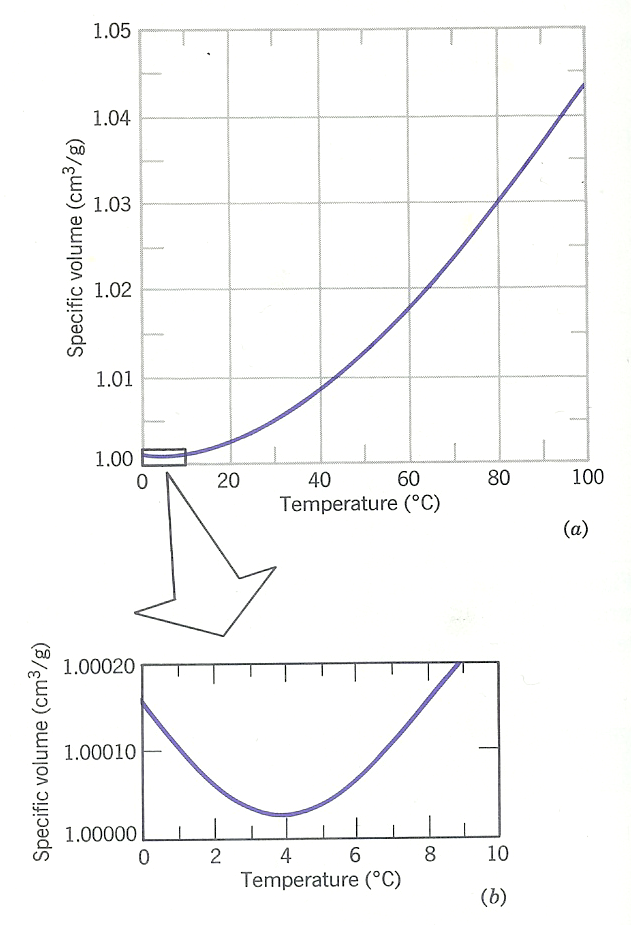 1.05
1.04
1.03
1.02
1.01
1.00
Specific volume (cm³/g)
0 20 40 60 80 100
Temperature (°C)
(a)
1.00020
1.00010
1.00000
Specific volume (cm³/g)
0 2 4 6 8 10
Temperature (°C)
(b)